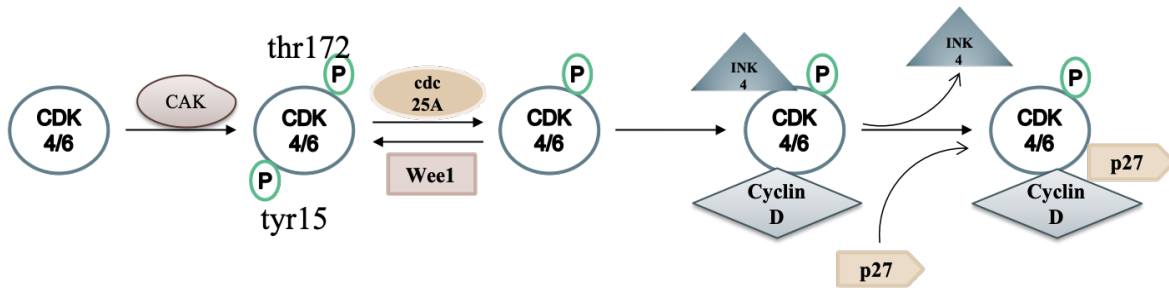 CDK
4/6
CAK
thr172
P
CDK
4/6
P
tyr15
cdc
25A
Wee1
P
CDK
4/6
INK
4
P
CDK
4/6
Cyclin
D
INK
4
p27
P
CDK
4/6
p27
Cyclin
D